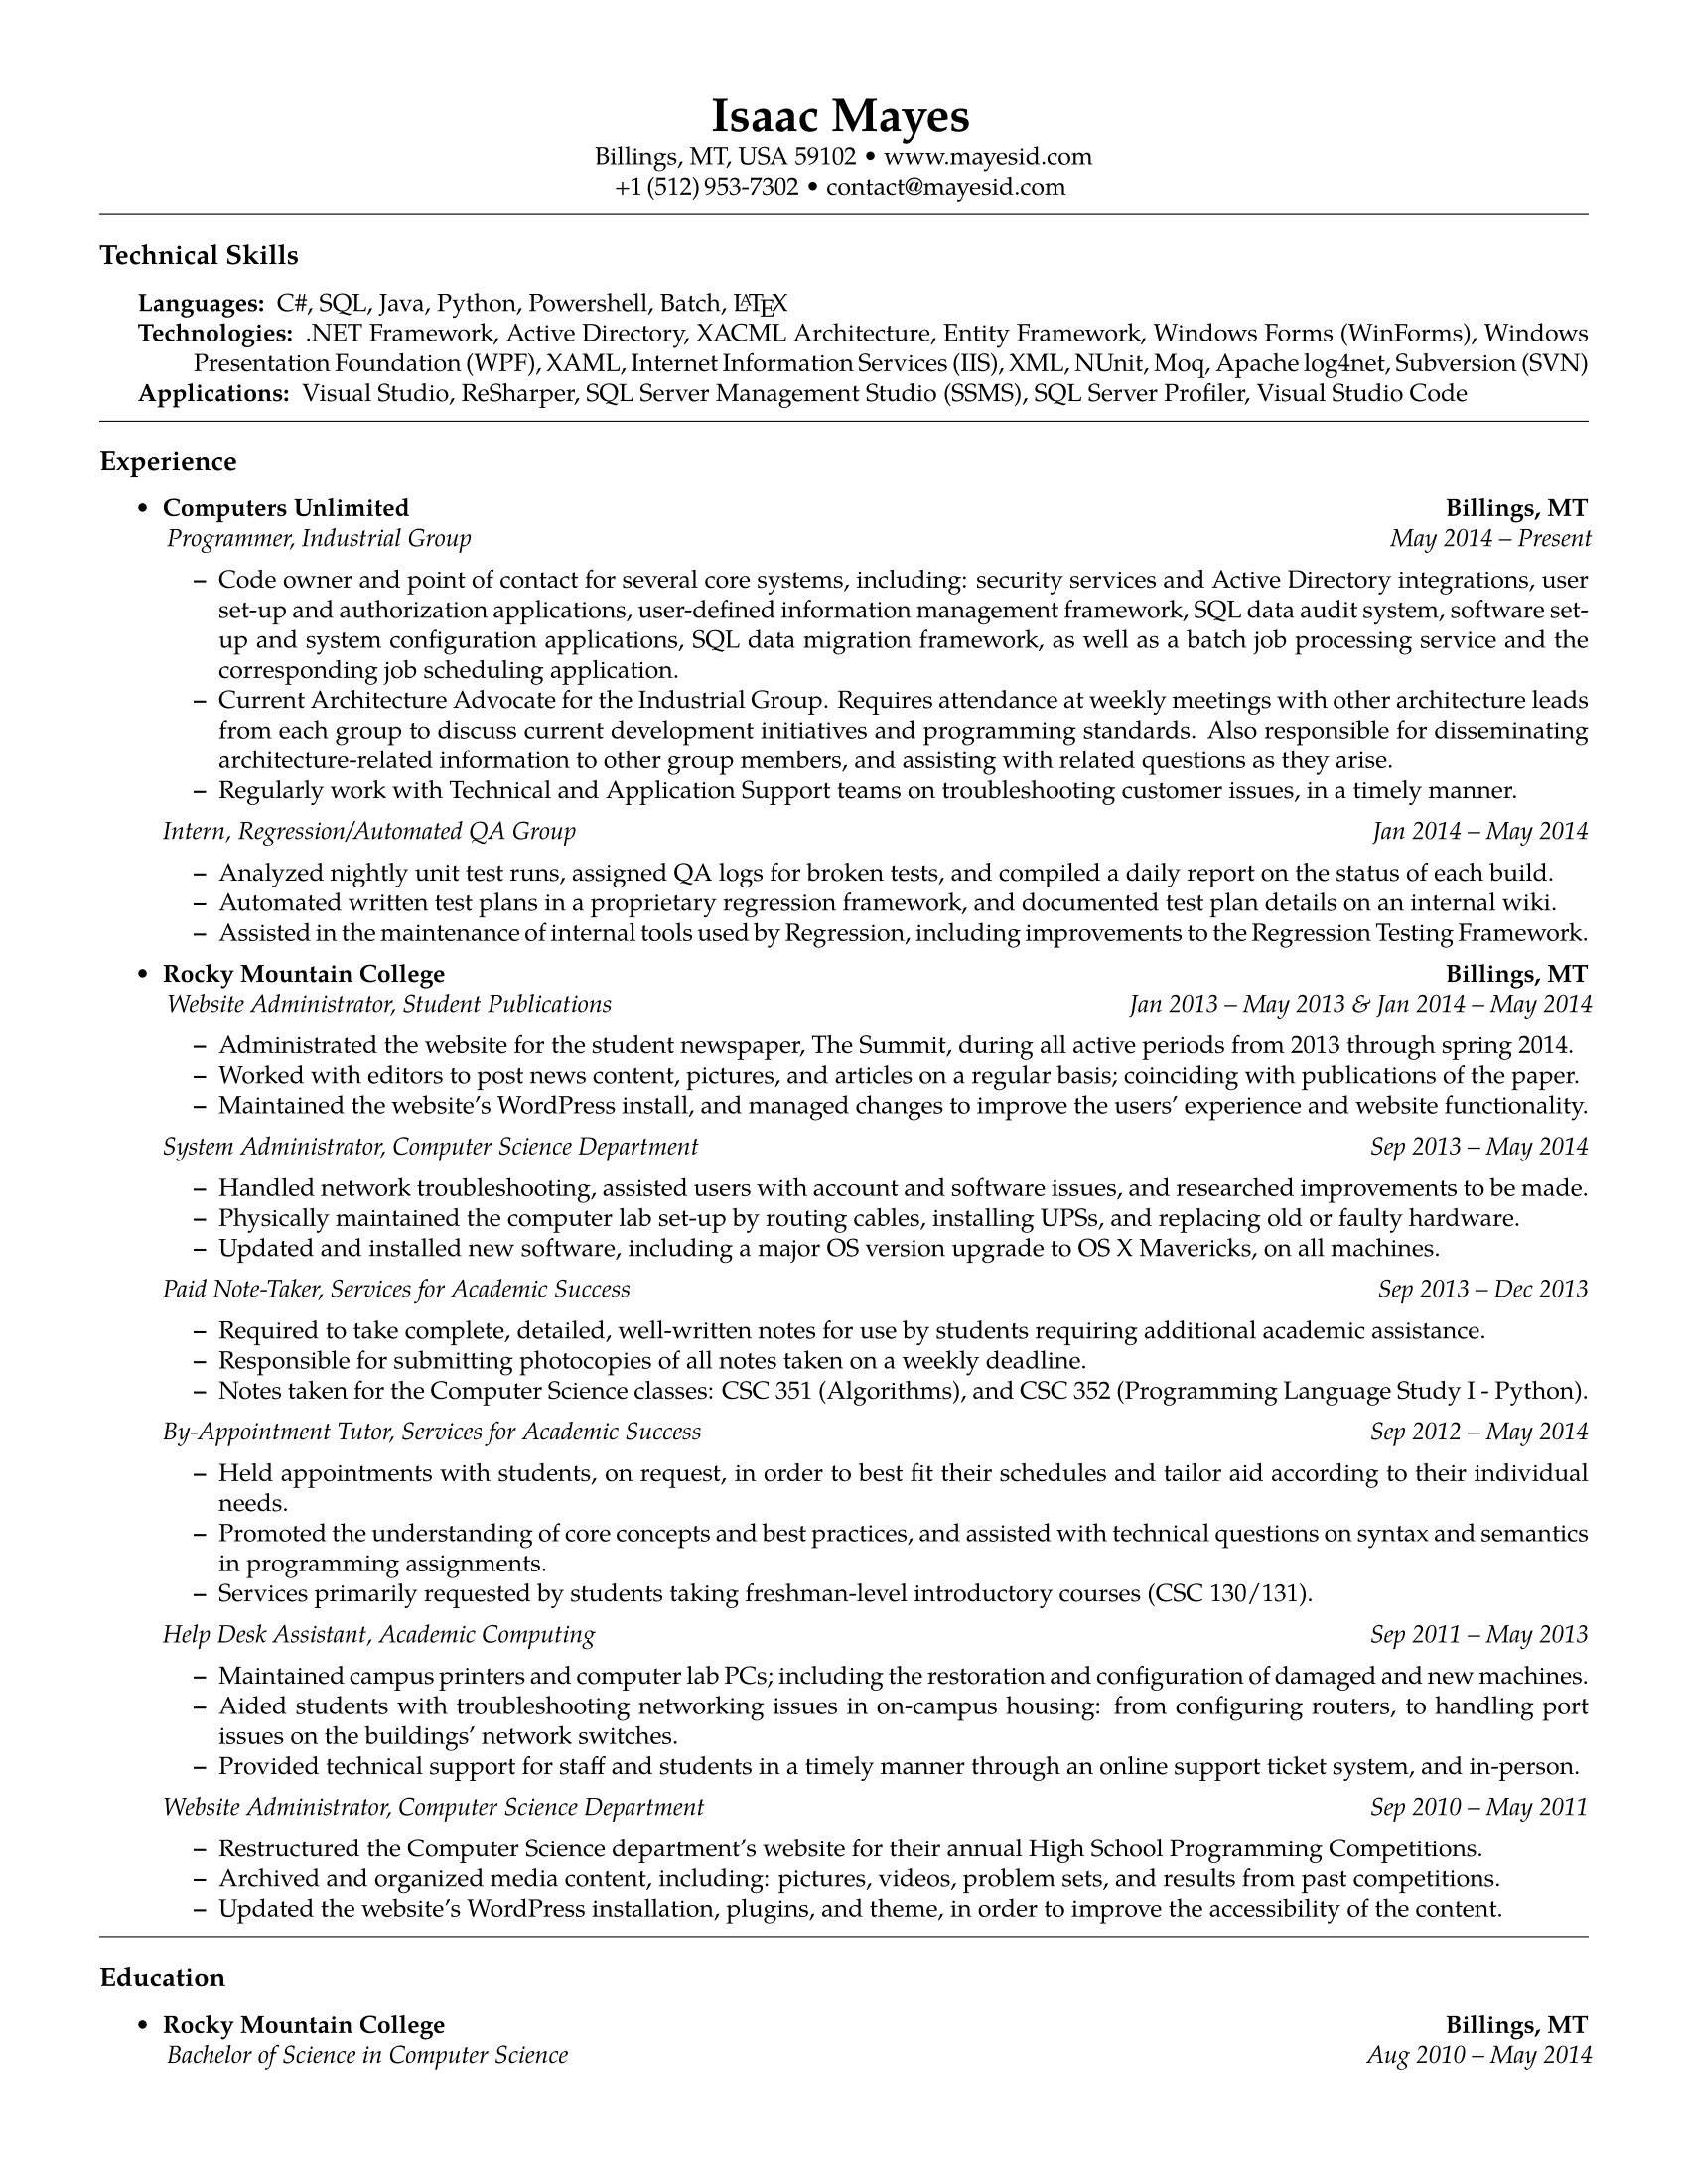 Isaac Mayes
Billings, MT, USA 59102 • www.mayesid.com
+1 (512) 953-7302 • contact@mayesid.com
Technical Skills
Languages: C#, SQL, Java, Python, Powershell, Batch, LATEX
Technologies: .NET Framework, Active Directory, XACML Architecture, Entity Framework, Windows Forms (WinForms), Windows
Presentation Foundation (WPF), XAML, Internet Information Services (IIS), XML, NUnit, Moq, Apache log4net, Subversion (SVN)
Applications: Visual Studio, ReSharper, SQL Server Management Studio (SSMS), SQL Server Profiler, Visual Studio Code
Experience
• Computers Unlimited Billings, MT
Programmer, Industrial Group May 2014 – Present
– Code owner and point of contact for several core systems, including: security services and Active Directory integrations, user
set-up and authorization applications, user-defined information management framework, SQL data audit system, software set-
up and system configuration applications, SQL data migration framework, as well as a batch job processing service and the
corresponding job scheduling application.
– Current Architecture Advocate for the Industrial Group. Requires attendance at weekly meetings with other architecture leads
from each group to discuss current development initiatives and programming standards. Also responsible for disseminating
architecture-related information to other group members, and assisting with related questions as they arise.
– Regularly work with Technical and Application Support teams on troubleshooting customer issues, in a timely manner.
Intern, Regression/Automated QA Group Jan 2014 – May 2014
– Analyzed nightly unit test runs, assigned QA logs for broken tests, and compiled a daily report on the status of each build.
– Automated written test plans in a proprietary regression framework, and documented test plan details on an internal wiki.
– Assisted in the maintenance of internal tools used by Regression, including improvements to the Regression Testing Framework.
• Rocky Mountain College Billings, MT
Website Administrator, Student Publications Jan 2013 – May 2013 & Jan 2014 – May 2014
– Administrated the website for the student newspaper, The Summit, during all active periods from 2013 through spring 2014.
– Worked with editors to post news content, pictures, and articles on a regular basis; coinciding with publications of the paper.
– Maintained the website's WordPress install, and managed changes to improve the users' experience and website functionality.
System Administrator, Computer Science Department Sep 2013 – May 2014
– Handled network troubleshooting, assisted users with account and software issues, and researched improvements to be made.
– Physically maintained the computer lab set-up by routing cables, installing UPSs, and replacing old or faulty hardware.
– Updated and installed new software, including a major OS version upgrade to OS X Mavericks, on all machines.
Paid Note-Taker, Services for Academic Success Sep 2013 – Dec 2013
– Required to take complete, detailed, well-written notes for use by students requiring additional academic assistance.
– Responsible for submitting photocopies of all notes taken on a weekly deadline.
– Notes taken for the Computer Science classes: CSC 351 (Algorithms), and CSC 352 (Programming Language Study I - Python).
By-Appointment Tutor, Services for Academic Success Sep 2012 – May 2014
– Held appointments with students, on request, in order to best fit their schedules and tailor aid according to their individual
needs.
– Promoted the understanding of core concepts and best practices, and assisted with technical questions on syntax and semantics
in programming assignments.
– Services primarily requested by students taking freshman-level introductory courses (CSC 130/131).
Help Desk Assistant, Academic Computing Sep 2011 – May 2013
– Maintained campus printers and computer lab PCs; including the restoration and configuration of damaged and new machines.
– Aided students with troubleshooting networking issues in on-campus housing: from configuring routers, to handling port
issues on the buildings' network switches.
– Provided technical support for staff and students in a timely manner through an online support ticket system, and in-person.
Website Administrator, Computer Science Department Sep 2010 – May 2011
– Restructured the Computer Science department's website for their annual High School Programming Competitions.
– Archived and organized media content, including: pictures, videos, problem sets, and results from past competitions.
– Updated the website's WordPress installation, plugins, and theme, in order to improve the accessibility of the content.
Education
• Rocky Mountain College Billings, MT
Bachelor of Science in Computer Science Aug 2010 – May 2014